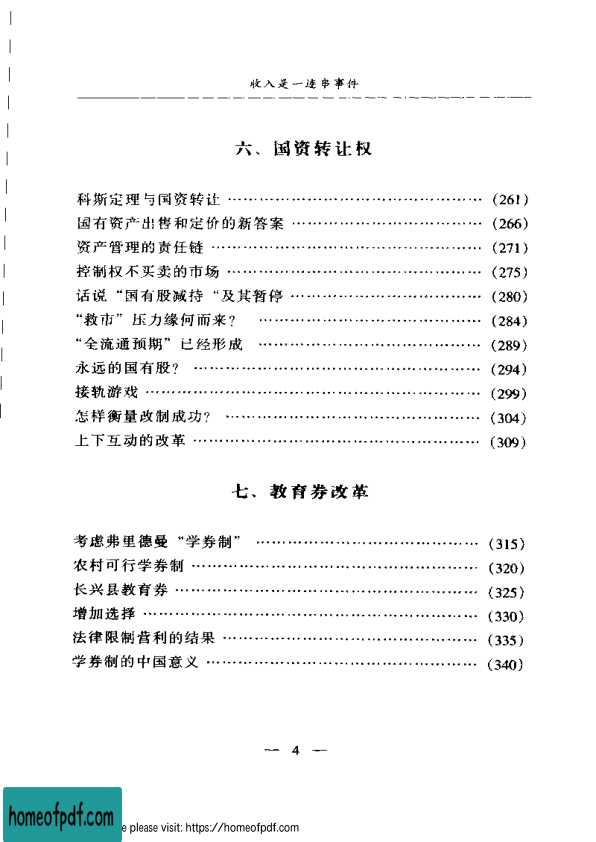 收入是一连串事件
六、国资转让权
科斯定理与国资转让 ………………………………………… (261)
国有资产出售和定价的新答案 ……………………………… (266)
资产管理的责任链 …………………………………………… (271)
控制权不买卖的市场 ………………………………………… (275)
话说“国有股减持“及其暂停 ……………………………… (280)
“救市”压力缘何而来? …………………………………… (284)
“全流通预期”已经形成 …………………………………… (289)
永远的国有股? ……………………………………………… (294)
接轨游戏 ……………………………………………………… (299)
怎样衡量改制成功? ………………………………………… (304)
上下互动的改革 ……………………………………………… (309)
七、教育券改革
考虑弗里德曼“学券制” …………………………………… (315)
农村可行学券制 ……………………………………………… (320)
长兴县教育券 ………………………………………………… (325)
增加选择 ……………………………………………………… (330)
法律限制营利的结果 ………………………………………… (335)
学券制的中国意义 …………………………………………… (340)
— 4 —
homeofpdf.com
e please visit: https://homeofpdf.com